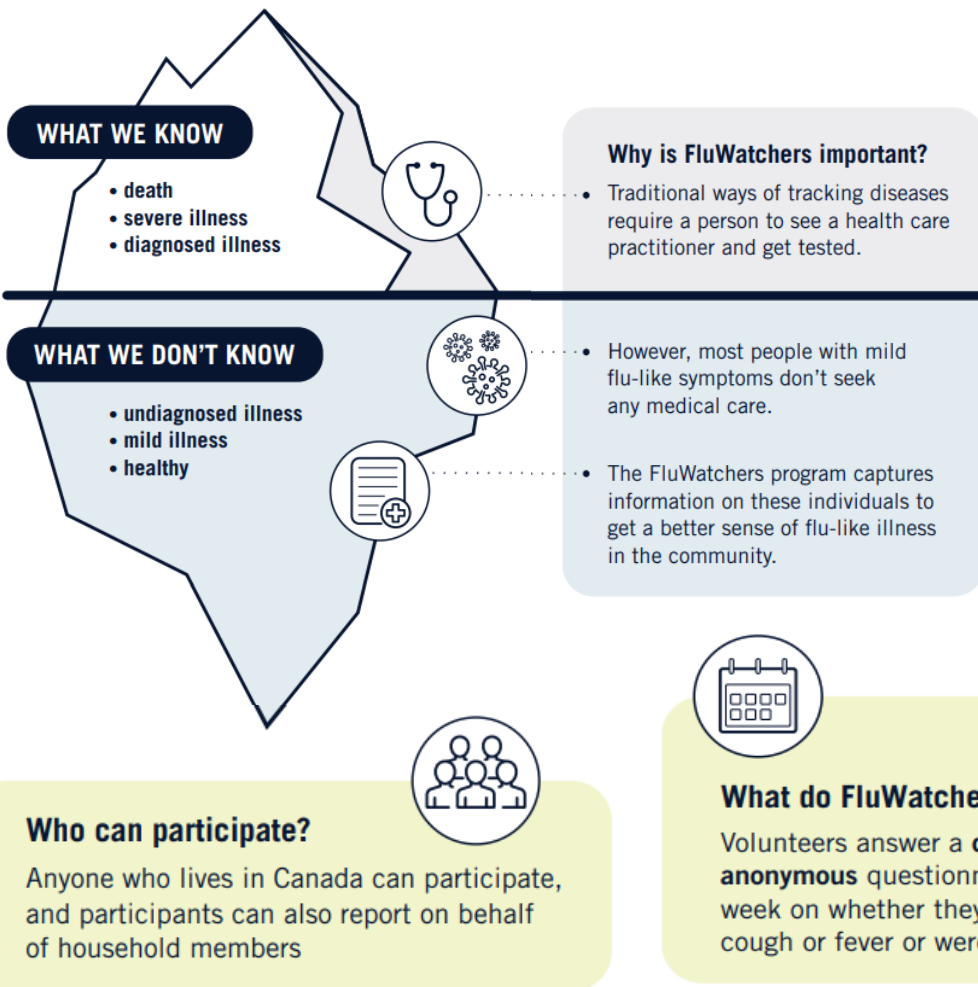 WHAT WE KNOW
• death
• severe illness
• diagnosed illness
Why is FluWatchers important?
• Traditional ways of tracking diseases
require a person to see a health care
practitioner and get tested.
WHAT WE DON'T KNOW
• undiagnosed illness
• mild illness
• healthy
• However, most people with mild
flu-like symptoms don't seek
any medical care.
• The FluWatchers program captures
information on these individuals to
get a better sense of flu-like illness
in the community.
Who can participate?
Anyone who lives in Canada can participate,
and participants can also report on behalf
of household members
What do FluWatche
Volunteers answer a
anonymous questionn
week on whether they
cough or fever or were